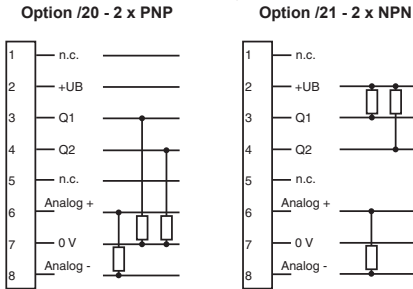 Option /20 - 2 x PNP
1 n.c.
2 +UB
3 Q1
4 Q2
5 n.c.
6 Analog +
7 0 V
8 Analog -
Option /21 - 2 x NPN
1 n.c.
2 +UB
3 Q1
4 Q2
5 n.c.
6 Analog +
7 0 V
8 Analog -